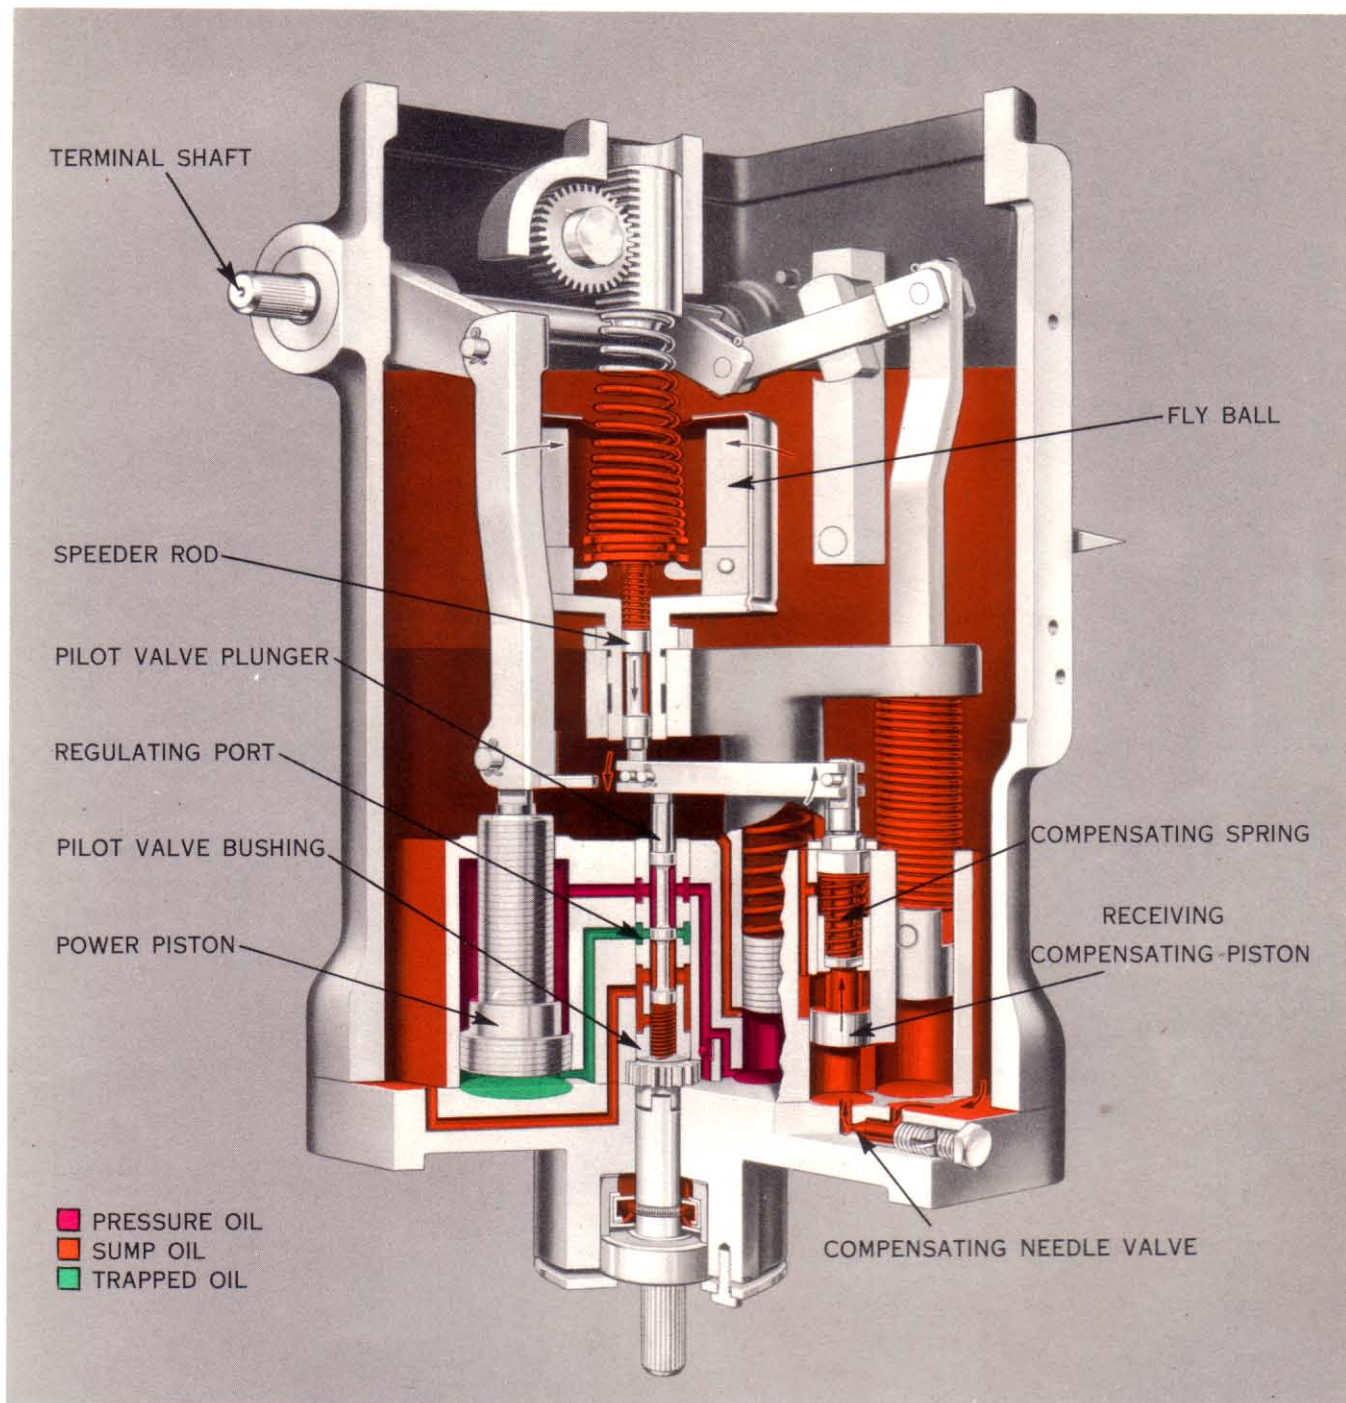 TERMINAL SHAFT
FLY BALL
SPEEDER ROD
PILOT VALVE PLUNGER
REGULATING PORT
PILOT VALVE BUSHING
POWER PISTON
COMPENSATING SPRING
RECEIVING
COMPENSATING-PISTON
COMPENSATING NEEDLE VALVE
PRESSURE OIL
SUMP OIL
TRAPPED OIL